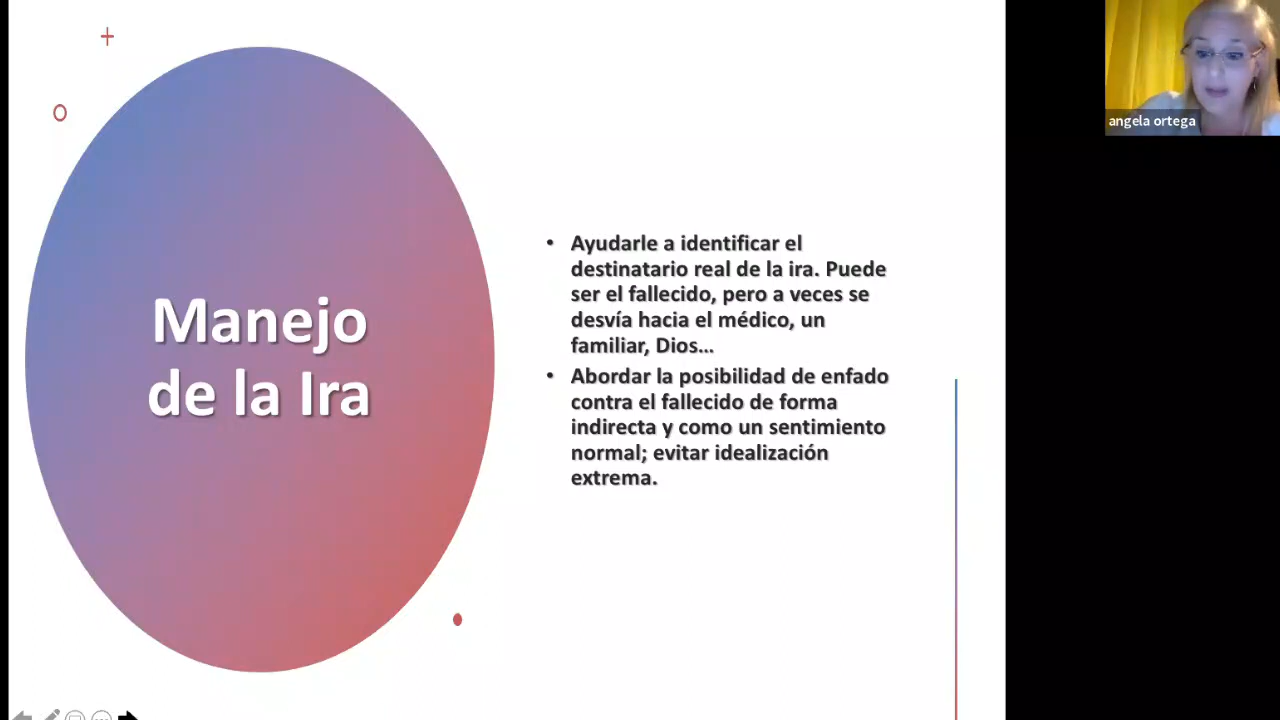 Manejo
de la Ira
• Ayudarle a identificar el
destinatario real de la ira. Puede
ser el fallecido, pero a veces se
desvía hacia el médico, un
familiar, Dios...
• Abordar la posibilidad de enfado
contra el fallecido de forma
indirecta y como un sentimiento
normal; evitar idealización
extrema.
angela ortega